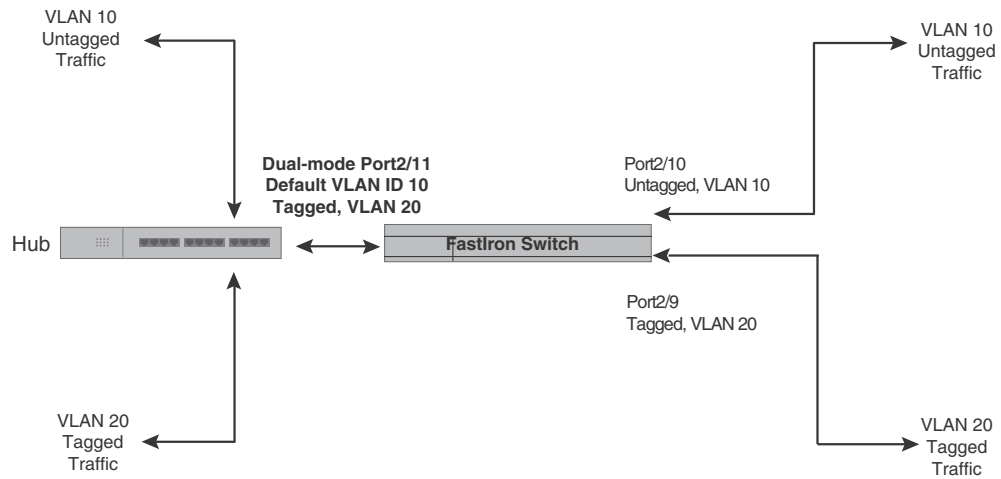 VLAN 10
Untagged
Traffic
VLAN 10
Untagged
Traffic
Dual-mode Port2/11
Default VLAN ID 10
Tagged, VLAN 20
Port2/10
Untagged, VLAN 10
Hub
FastIron Switch
Port2/9
Tagged, VLAN 20
VLAN 20
Tagged
Traffic
VLAN 20
Tagged
Traffic